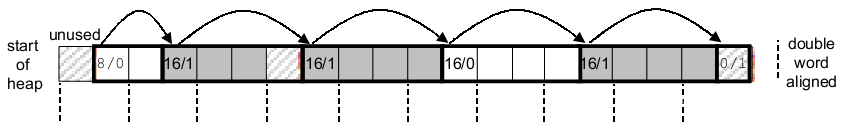 unused
start
of
heap
8/0 16/1 16/1 16/0 16/1 0/1
double
word
aligned